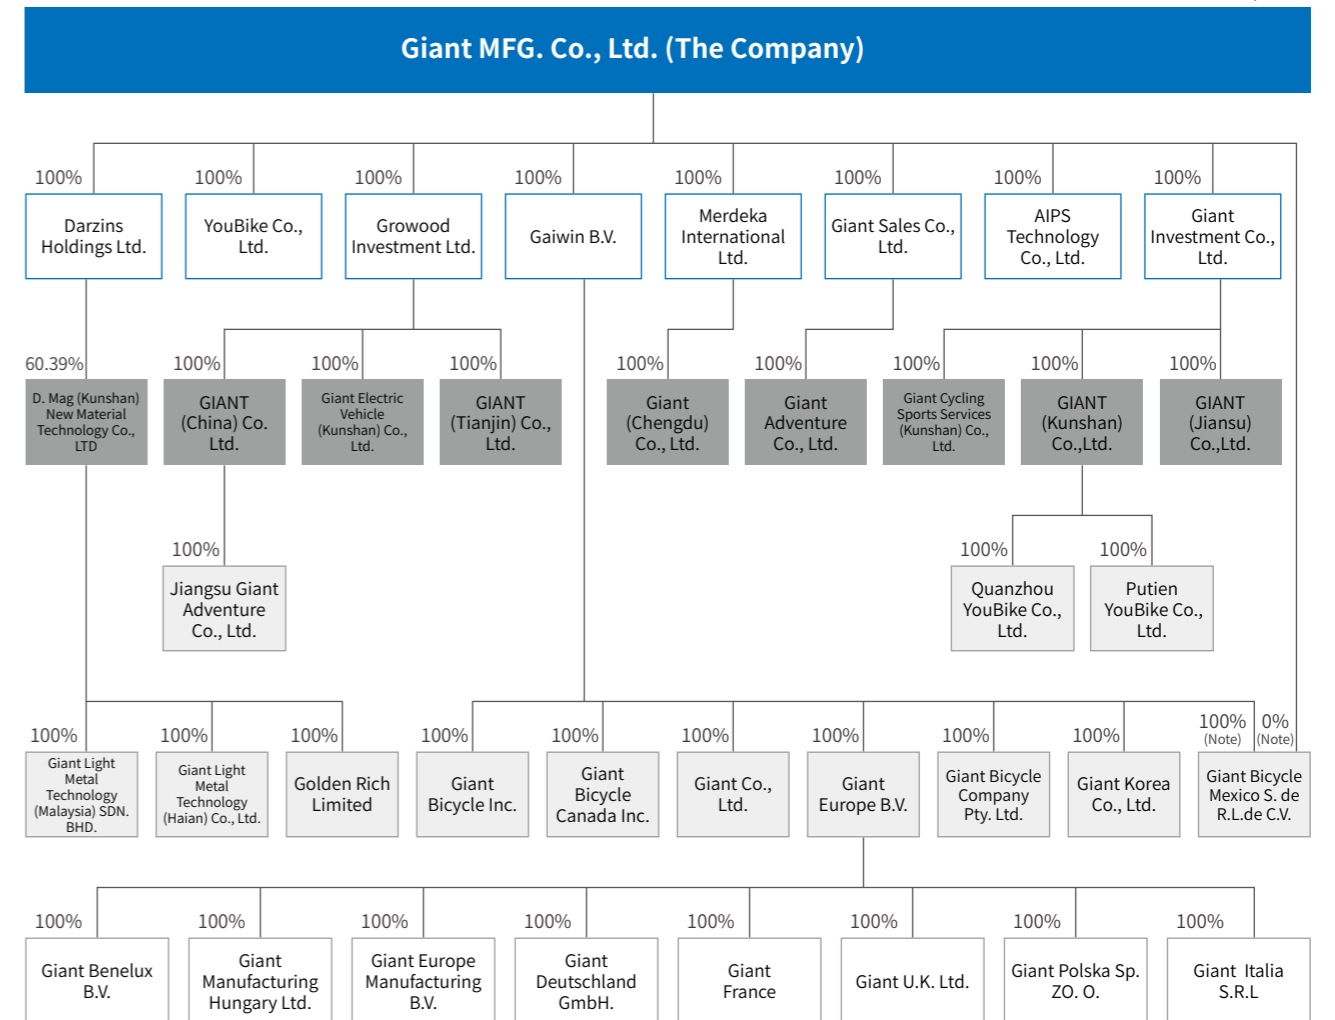 Giant MFG. Co., Ltd. (The Company)
100%
100%
100%
100%
100%
100%
100%
100%
Darzins
Holdings Ltd.
YouBike Co.,
Ltd.
Growood
Investment Ltd.
Gaiwin B.V.
Merdeka
International
Ltd.
Giant Sales Co.,
Ltd.
AIPS
Technology
Co., Ltd.
Giant
Investment Co.,
Ltd.
60.39%
100%
100%
100%
100%
100%
100%
100%
100%
D. Mag (Kunshan)
New Material
Technology Co.,
LTD
GIANT
(China) Co.
Ltd.
Giant Electric
Vehicle
(Kunshan) Co.,
Ltd.
GIANT
(Tianjin) Co.,
Ltd.
Giant
(Chengdu)
Co., Ltd.
Giant
Adventure
Co., Ltd.
Giant Cycling
Sports Services
(Kunshan) Co.,
Ltd.
GIANT
(Kunshan)
Co.,Ltd.
GIANT
(Jiansu)
Co.,Ltd.
100%
100%
100%
Jiangsu Giant
Adventure
Co., Ltd.
Quanzhou
YouBike Co.,
Ltd.
Putien
YouBike Co.,
Ltd.
100%
100%
100%
100%
100%
100%
100%
100%
100%
100%
(Note)
0%
(Note)
Giant Light
Metal
Technology
(Malaysia) SDN.
BHD.
Giant Light
Metal
Technology
(Haian) Co., Ltd.
Golden Rich
Limited
Giant
Bicycle Inc.
Giant
Bicycle
Canada Inc.
Giant Co.,
Ltd.
Giant
Europe B.V.
Giant Bicycle
Company
Pty. Ltd.
Giant Korea
Co., Ltd.
Giant Bicycle
Mexico S. de
R.L.de C.V.
100%
100%
100%
100%
100%
100%
100%
100%
Giant Benelux
B.V.
Giant
Manufacturing
Hungary Ltd.
Giant Europe
Manufacturing
B.V.
Giant
Deutschland
GmbH.
Giant
France
Giant U.K. Ltd.
Giant Polska Sp.
ZO. O.
Giant Italia
S.R.L